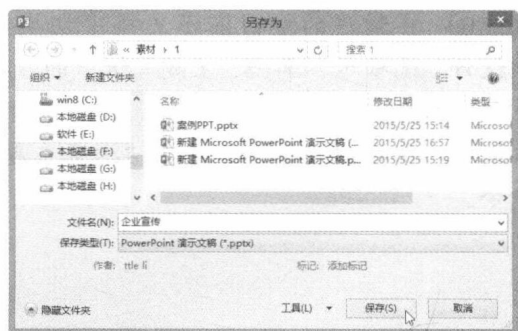 另存为
« 素材 › 1
搜索 1
组织 新建文件夹
win8 (C:)
本地磁盘 (D:)
软件 (E:)
本地磁盘 (F:)
本地磁盘 (G:)
本地磁盘 (H:)
名称 修改日期 类型
案例PPT.pptx 2015/5/25 15:14 Microsof
新建 Microsoft PowerPoint 演示文稿 (... 2015/5/25 16:57 Microsof
新建 Microsoft PowerPoint 演示文稿.p... 2015/5/25 15:19 Microsof
文件名(N): 企业宣传
保存类型(T): PowerPoint 演示文稿 (*.pptx)
作者: ttle li 标记: 添加标记
隐藏文件夹 工具(L) 保存(S) 取消